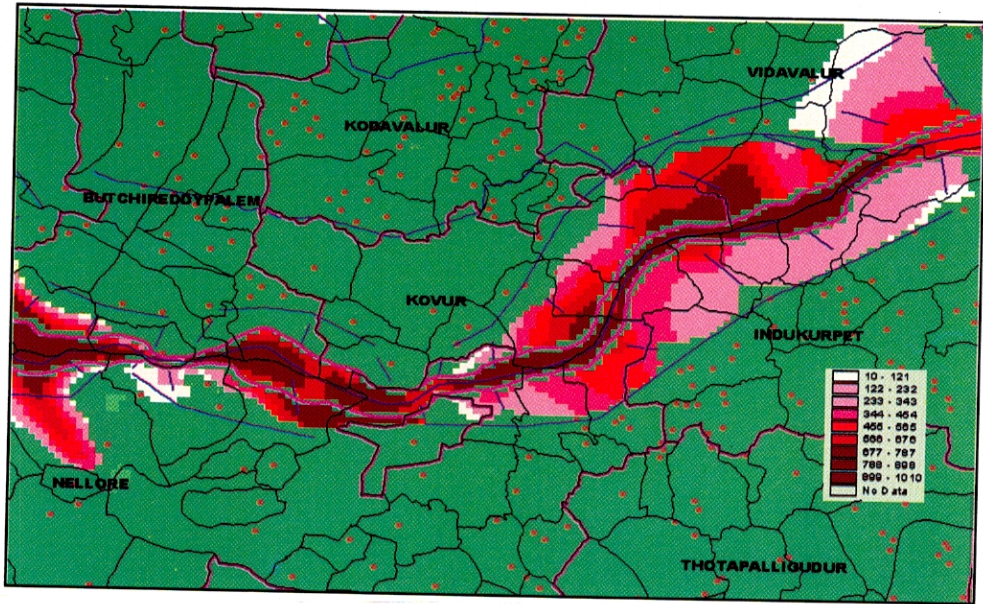 VIDAVALUR
KODAVALUR
BUTCHIREDDYPALEM
KOVUR
INDUKURPET
10 - 121
122 - 232
233 - 343
344 - 454
455 - 565
566 - 676
677 - 787
788 - 898
899 - 1010
No Data
NELLORE
THOTAPALLIGUDUR